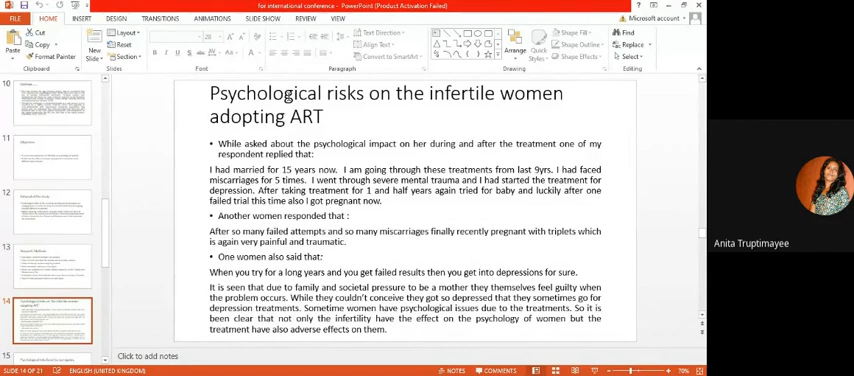 for international conference - PowerPoint (Product Activation Failed)
FILE HOME INSERT DESIGN TRANSITIONS ANIMATIONS SLIDE SHOW REVIEW VIEW Microsoft account
Paste Cut Copy Format Painter
New Slide Layout Reset Section
28
Text Direction Align Text Convert to SmartArt
Arrange Quick Styles Shape Fill Shape Outline Shape Effects
Find Replace Select
Clipboard Slides Font Paragraph Drawing Editing
10
11
12
13
14
15
Psychological risks on the infertile women
adopting ART
• While asked about the psychological impact on her during and after the treatment one of my
respondent replied that:
I had married for 15 years now. I am going through these treatments from last 9yrs. I had faced
miscarriages for 5 times. I went through severe mental trauma and I had started the treatment for
depression. After taking treatment for 1 and half years again tried for baby and luckily after one
failed trial this time also I got pregnant now.
• Another women responded that :
After so many failed attempts and so many miscarriages finally recently pregnant with triplets which
is again very painful and traumatic.
• One women also said that:
When you try for a long years and you get failed results then you get into depressions for sure.
It is seen that due to family and societal pressure to be a mother they themselves feel guilty when
the problem occurs. While they couldn't conceive they got so depressed that they sometimes go for
depression treatments. Sometime women have psychological issues due to the treatments. So it is
been clear that not only the infertility have the effect on the psychology of women but the
treatment have also adverse effects on them.
Anita Truptimayee
Click to add notes
SLIDE 14 OF 21 ENGLISH (UNITED KINGDOM) NOTES COMMENTS 70%